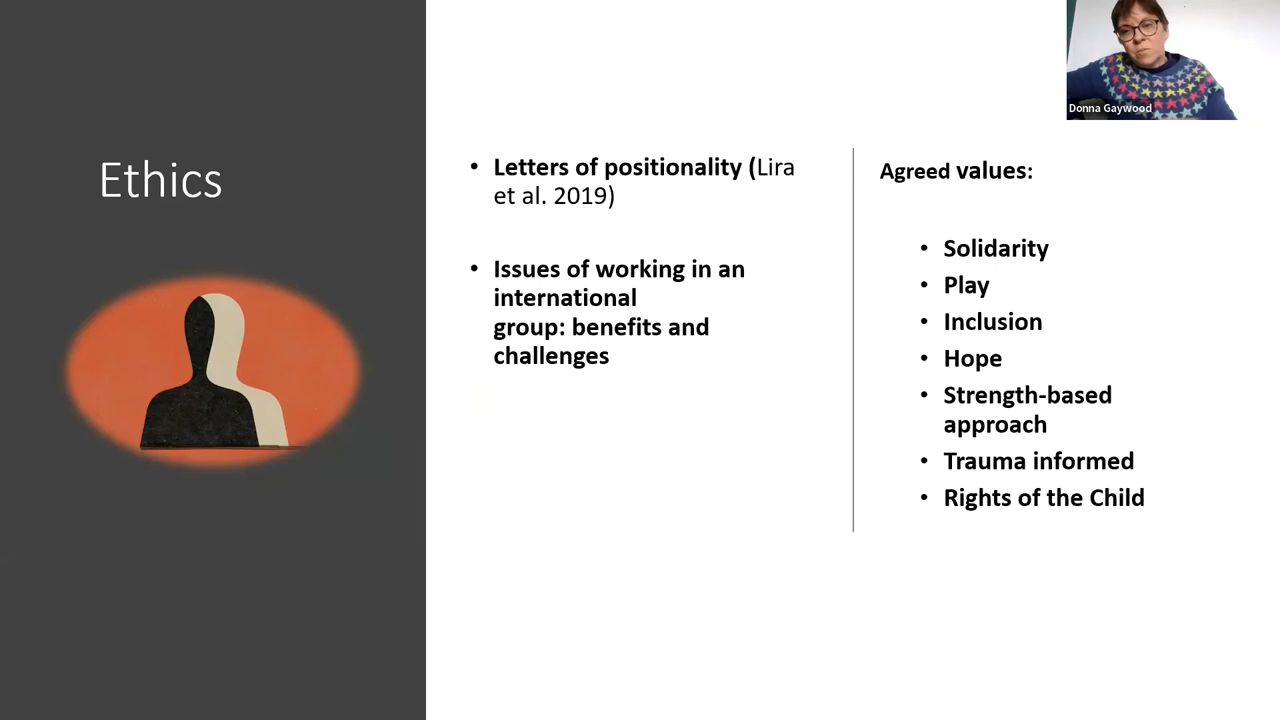 Ethics
• Letters of positionality (Lira
et al. 2019)
• Issues of working in an
international
group: benefits and
challenges
Agreed values:
• Solidarity
• Play
• Inclusion
• Hope
• Strength-based
approach
• Trauma informed
• Rights of the Child
Donna Gaywood